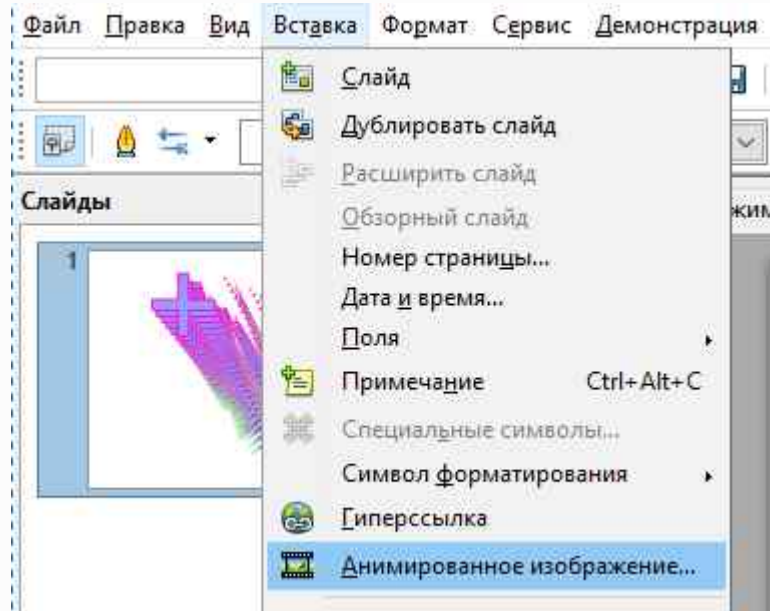 Файл Правка Вид Вставка Формат Сервис Демонстрация
Слайд
Дублировать слайд
Расширить слайд
Слайды
Обзорный слайд
жим
1
Номер страницы...
Дата и время...
Поля
Примечание Ctrl+Alt+C
Специальные символы...
Символ форматирования
Гиперссылка
Анимированное изображение...